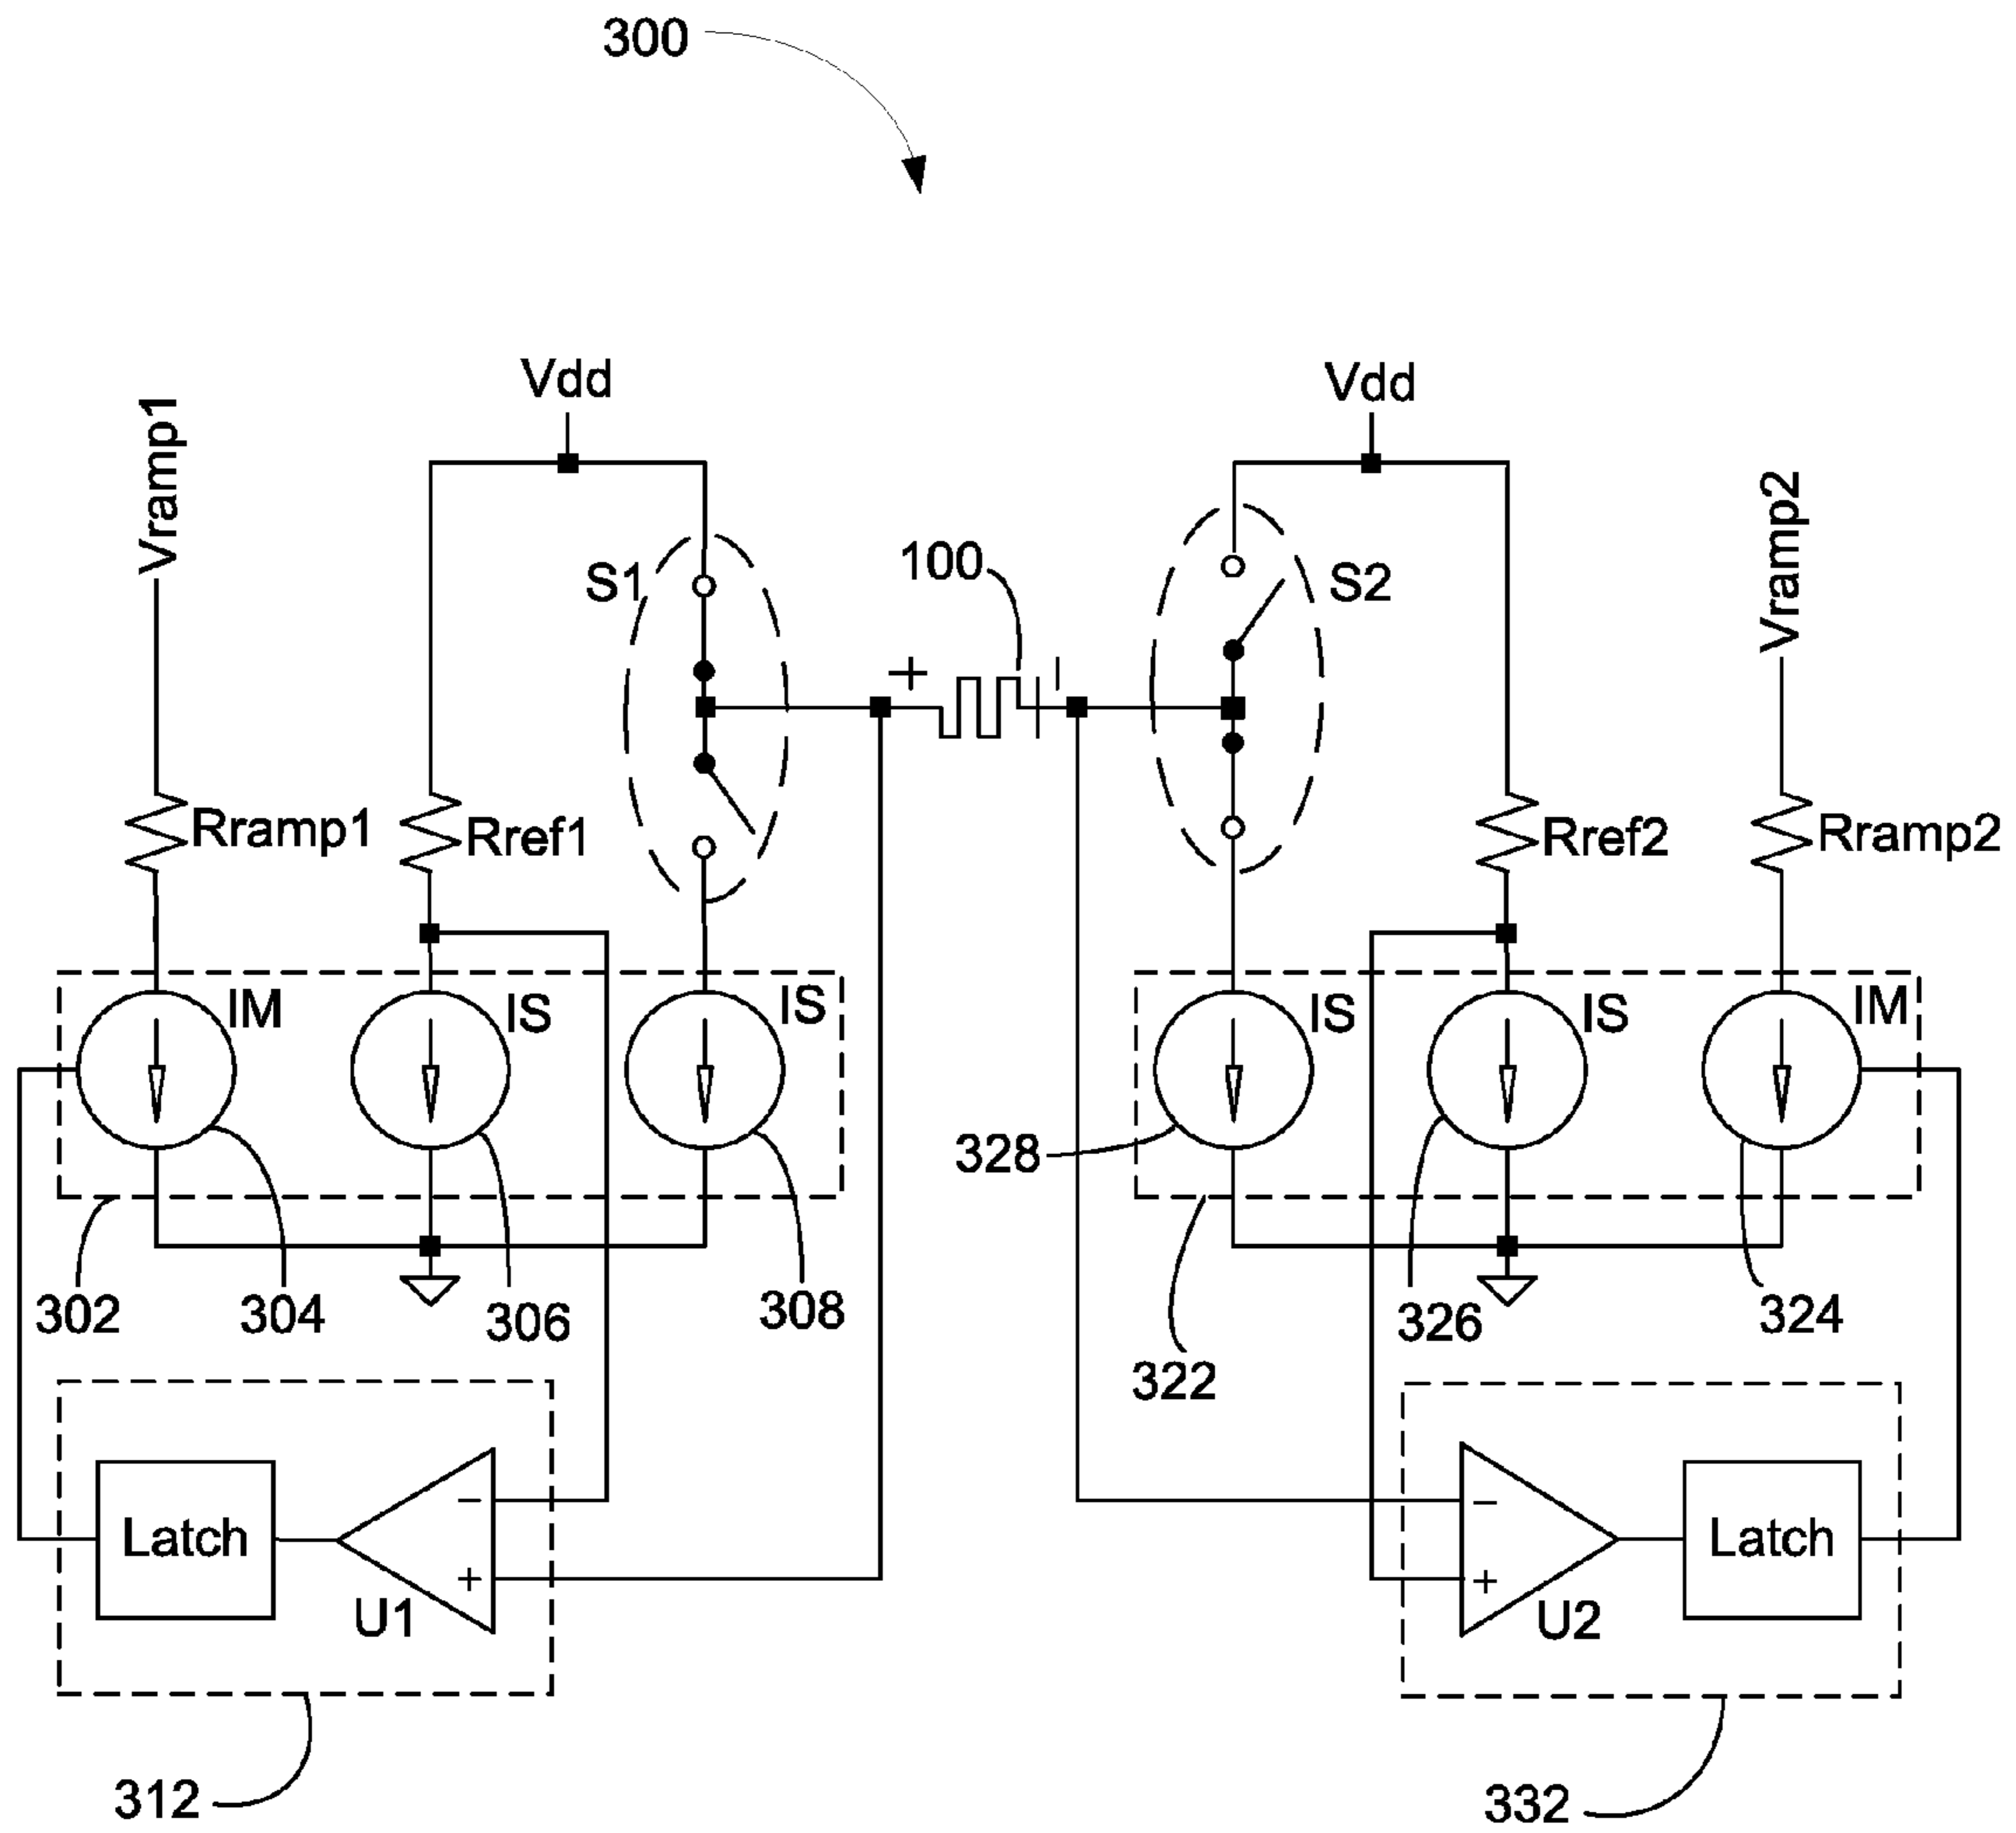 300
Vdd
Vdd
Vramp1
Vramp2
S1
100
S2
+
−
Rramp1
Rref1
Rref2
Rramp2
IM
IS
IS
IS
IS
IM
328
302
304
306
308
322
326
324
Latch
−
+
U1
−
+
U2
Latch
312
332